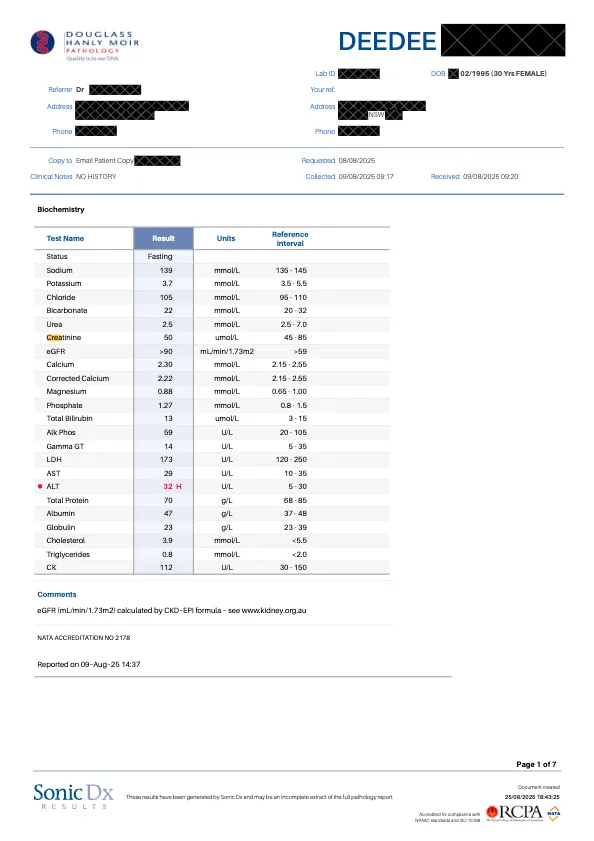 DOUGLASS
HANLY MOIR
PATHOLOGY
Quality is in our DNA
DEEDEE
Lab ID DOB 02/1995 (30 Yrs FEMALE)
Referrer Dr Your ref.
Address Address
NSW
Phone Phone
Copy to Email Patient Copy Requested 08/08/2025
Clinical Notes NO HISTORY Collected 09/08/2025 09:17 Received 09/08/2025 09:20
Biochemistry
Test Name Result Units Reference Interval
Status Fasting
Sodium 139 mmol/L 135 - 145
Potassium 3.7 mmol/L 3.5 - 5.5
Chloride 105 mmol/L 95 - 110
Bicarbonate 22 mmol/L 20 - 32
Urea 2.5 mmol/L 2.5 - 7.0
Creatinine 50 umol/L 45 - 85
eGFR >90 mL/min/1.73m2 >59
Calcium 2.30 mmol/L 2.15 - 2.55
Corrected Calcium 2.22 mmol/L 2.15 - 2.55
Magnesium 0.88 mmol/L 0.65 - 1.00
Phosphate 1.27 mmol/L 0.8 - 1.5
Total Bilirubin 13 umol/L 3 - 15
Alk Phos 59 U/L 20 - 105
Gamma GT 14 U/L 5 - 35
LDH 173 U/L 120 - 250
AST 29 U/L 10 - 35
ALT 32 H U/L 5 - 30
Total Protein 70 g/L 68 - 85
Albumin 47 g/L 37 - 48
Globulin 23 g/L 23 - 39
Cholesterol 3.9 mmol/L <5.5
Triglycerides 0.8 mmol/L <2.0
CK 112 U/L 30 - 150
Comments
eGFR (mL/min/1.73m2) calculated by CKD-EPI formula - see www.kidney.org.au
NATA ACCREDITATION NO 2178
Reported on 09-Aug-25 14:37
Page 1 of 7
Sonic Dx
RESULTS
These results have been generated by Sonic Dx and may be an incomplete extract of the full pathology report.
Document created
25/08/2025 18:43:25
Accredited for compliance with
NPAAC standards and ISO 15189
RCPA
NATA